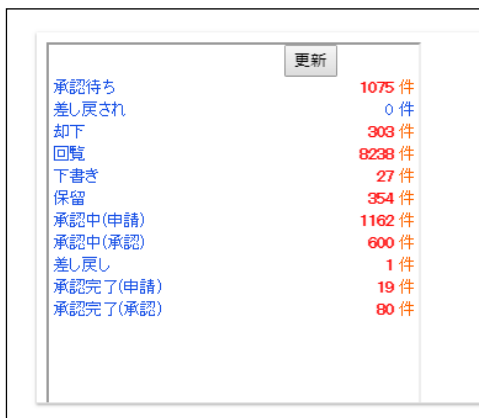 更新
承認待ち 1075 件
差し戻され 0 件
却下 303 件
回覧 8238 件
下書き 27 件
保留 354 件
承認中(申請) 1162 件
承認中(承認) 600 件
差し戻し 1 件
承認完了(申請) 19 件
承認完了(承認) 80 件